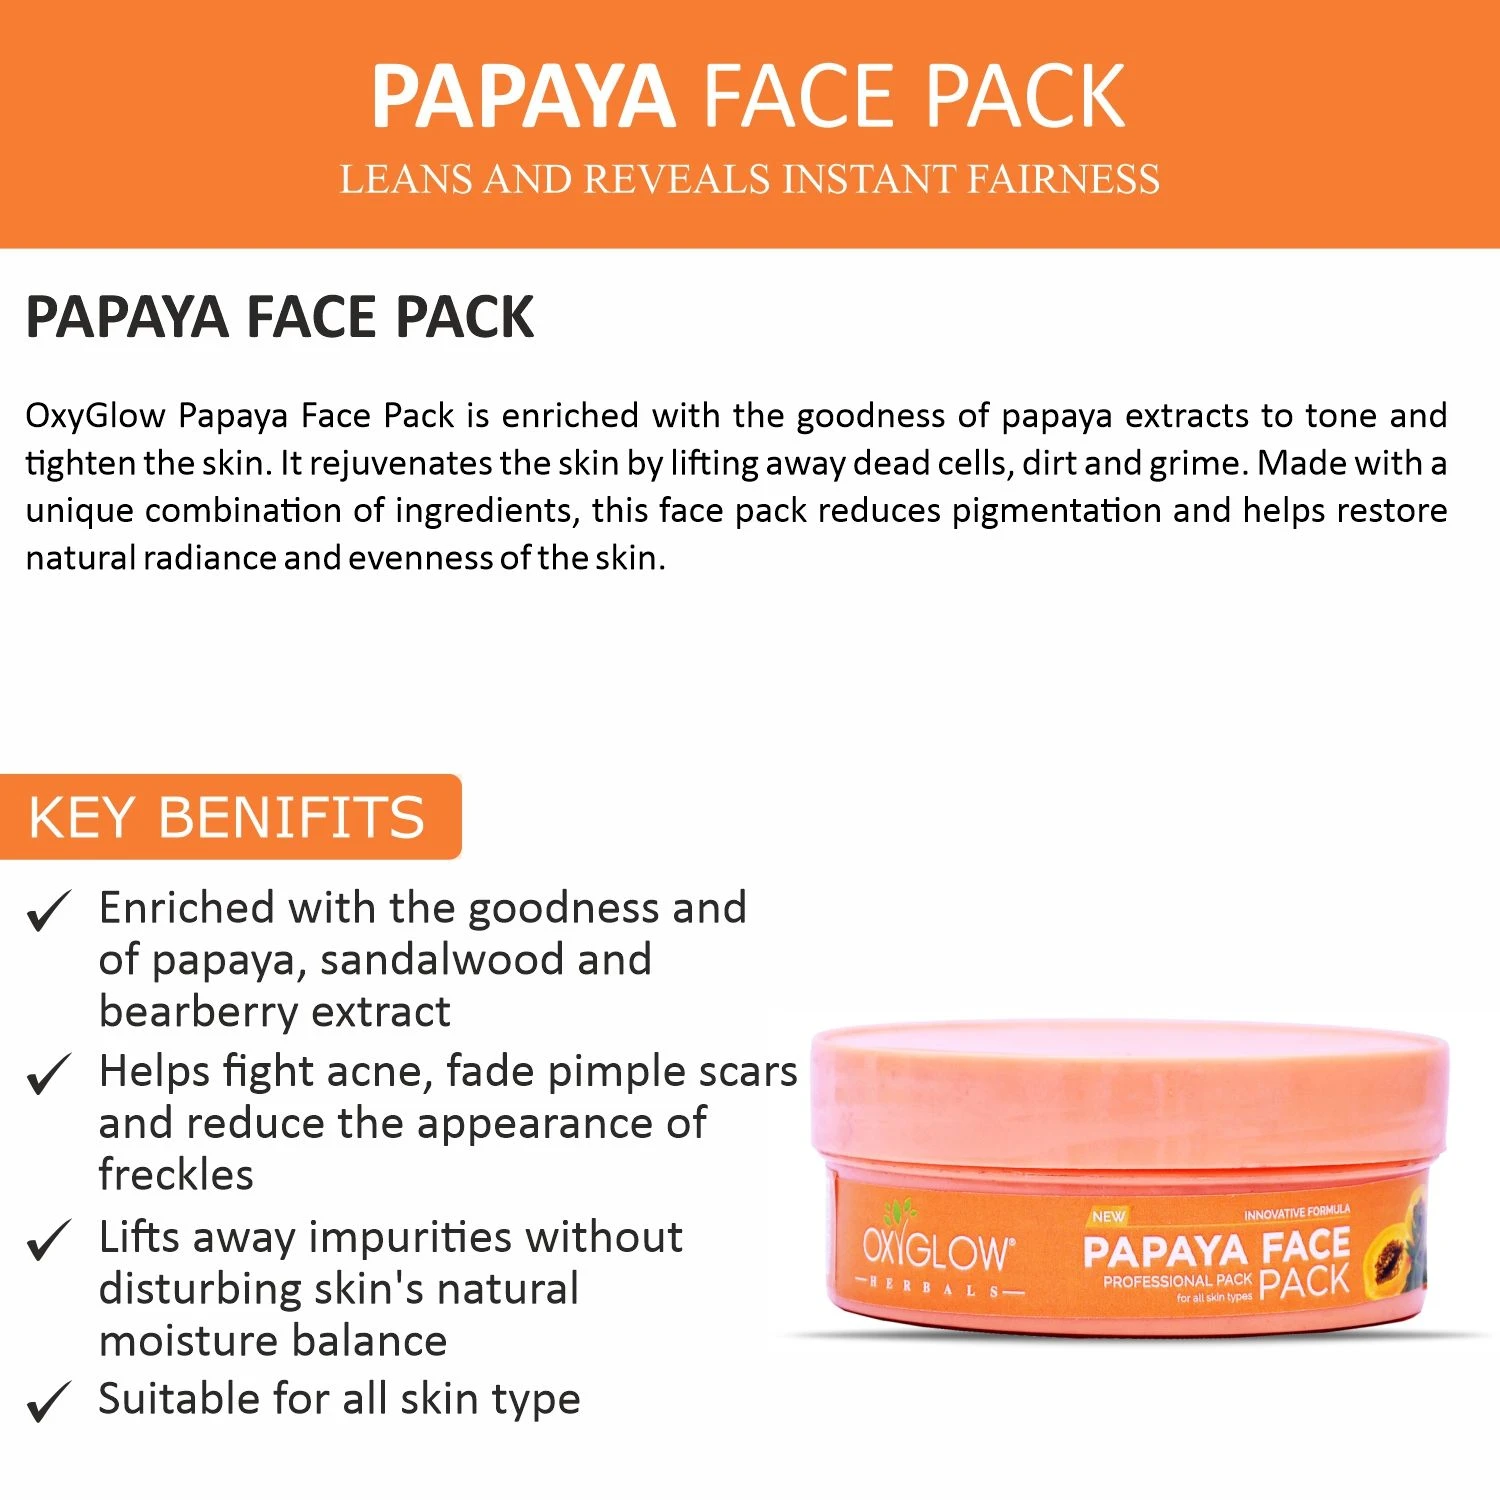 PAPAYA FACE PACK
LEANS AND REVEALS INSTANT FAIRNESS
PAPAYA FACE PACK
OxyGlow Papaya Face Pack is enriched with the goodness of papaya extracts to tone and
tighten the skin. It rejuvenates the skin by lifting away dead cells, dirt and grime. Made with a
unique combination of ingredients, this face pack reduces pigmentation and helps restore
natural radiance and evenness of the skin.
KEY BENIFITS
✓ Enriched with the goodness and
of papaya, sandalwood and
bearberry extract
✓ Helps fight acne, fade pimple scars
and reduce the appearance of
freckles
✓ Lifts away impurities without
disturbing skin's natural
moisture balance
✓ Suitable for all skin type
OXYGLOW®
HERBALS
NEW
INNOVATIVE FORMULA
PAPAYA FACE
PROFESSIONAL PACK PACK
for all skin types